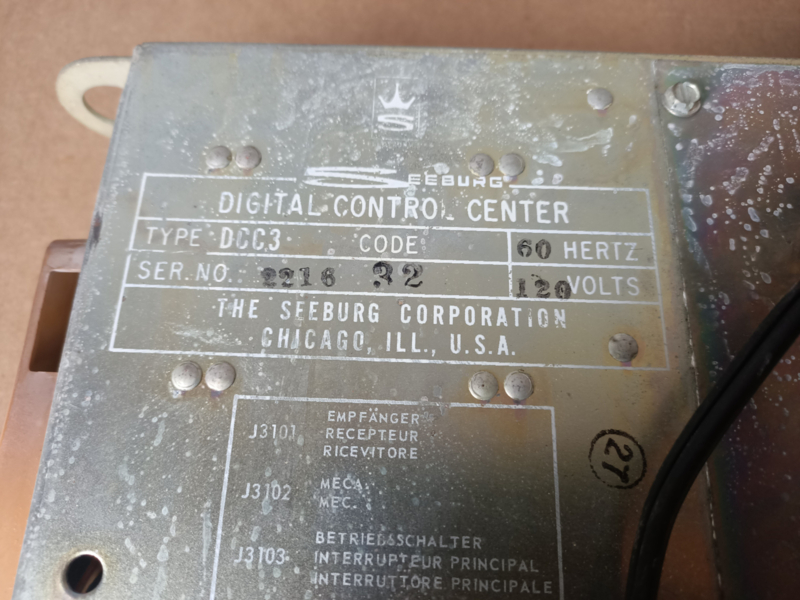 S
SEEBURG
DIGITAL CONTROL CENTER
TYPE DCC3 CODE 60 HERTZ
SER. NO. 2216 32 120 VOLTS
THE SEEBURG CORPORATION
CHICAGO, ILL., U.S.A.
J3101 EMPFÄNGER
RECEPTEUR
RICEVITORE
J3102 MECA.
MEC.
J3103 BETRIEBSSCHALTER
INTERRUPTEUR PRINCIPAL
INTERRUTTORE PRINCIPALE
27